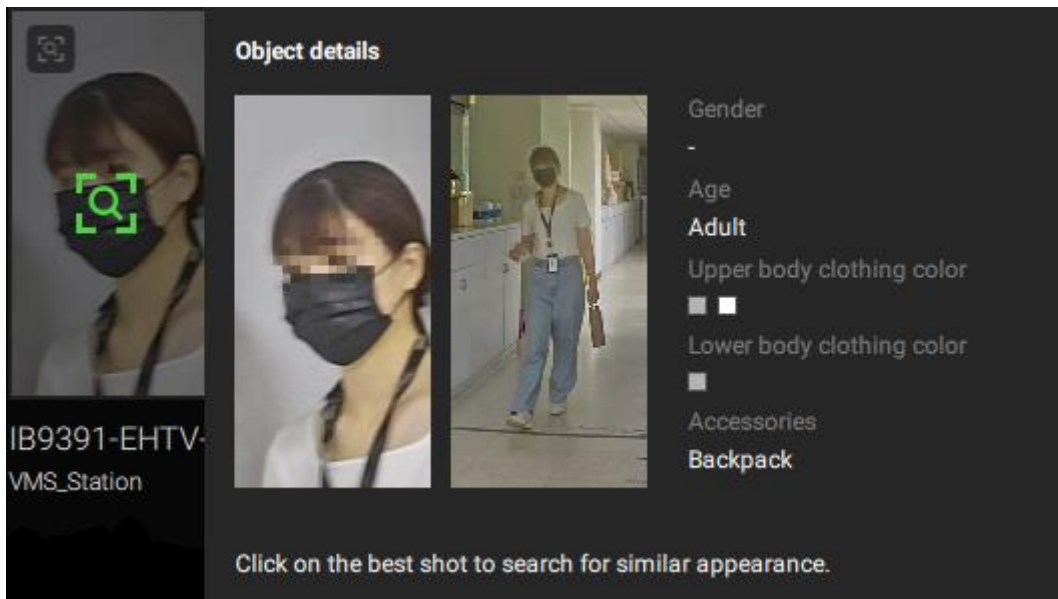 Object details
Gender
-
Age
Adult
Upper body clothing color
Lower body clothing color
Accessories
Backpack
IB9391-EHTV-
VMS_Station
Click on the best shot to search for similar appearance.